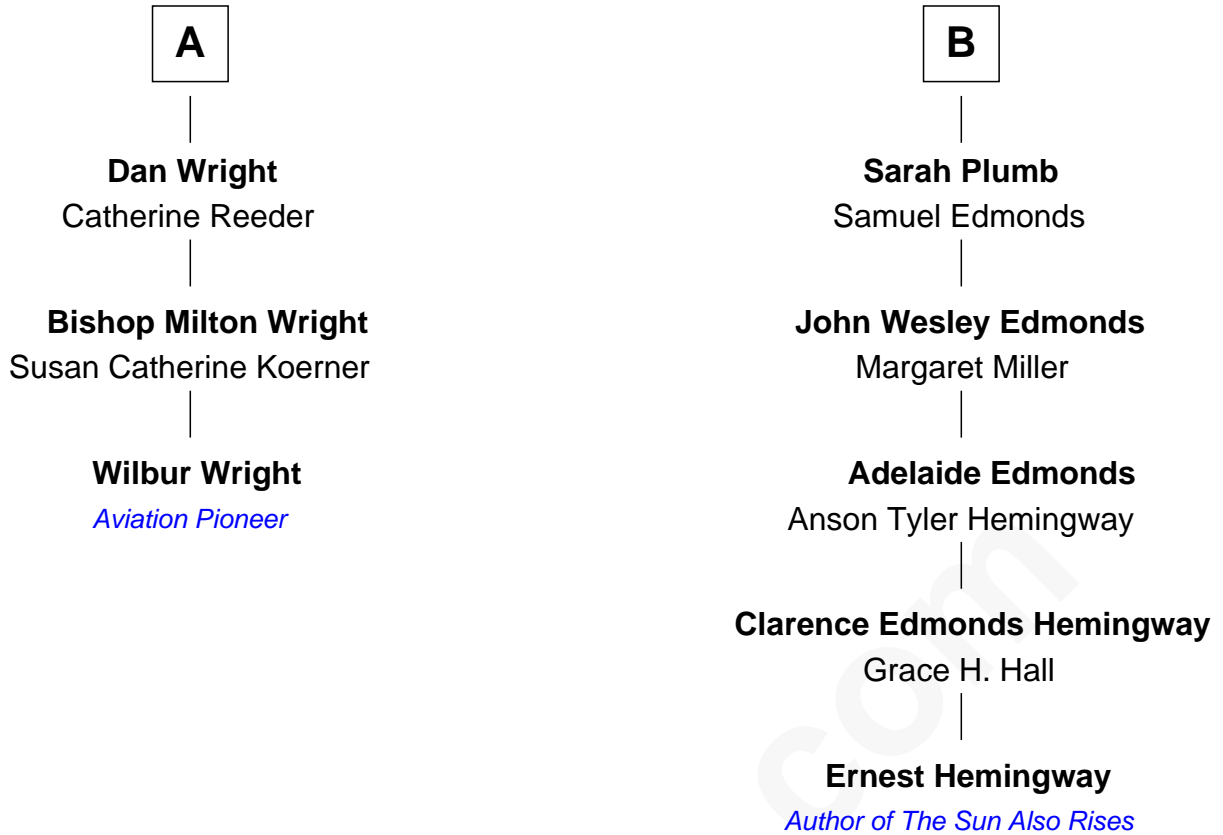 A
Dan Wright
Catherine Reeder
Bishop Milton Wright
Susan Catherine Koerner
Wilbur Wright
Aviation Pioneer
B
Sarah Plumb
Samuel Edmonds
John Wesley Edmonds
Margaret Miller
Adelaide Edmonds
Anson Tyler Hemingway
Clarence Edmonds Hemingway
Grace H. Hall
Ernest Hemingway
Author of The Sun Also Rises
com